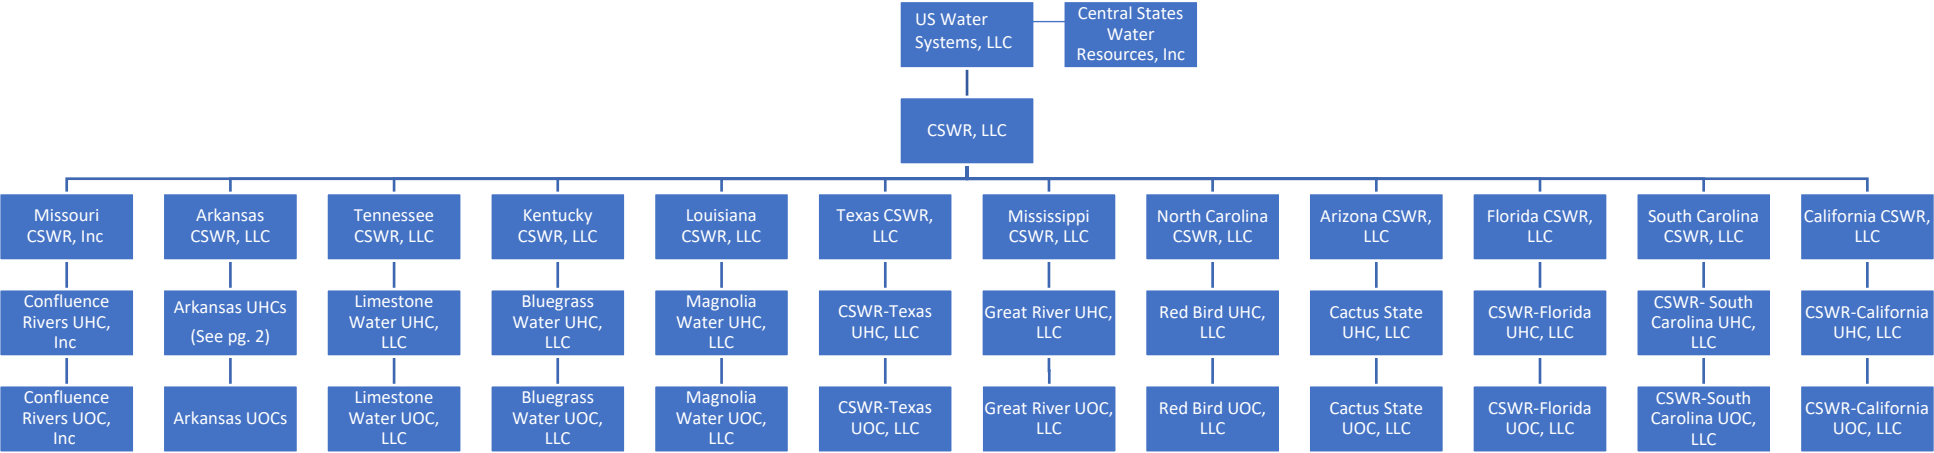 US Water
Systems, LLC
Central States
Water
Resources, Inc
CSWR, LLC
Missouri
CSWR, Inc
Arkansas
CSWR, LLC
Tennessee
CSWR, LLC
Kentucky
CSWR, LLC
Louisiana
CSWR, LLC
Texas CSWR,
LLC
Mississippi
CSWR, LLC
North Carolina
CSWR, LLC
Arizona CSWR,
LLC
Florida CSWR,
LLC
South Carolina
CSWR, LLC
California CSWR,
LLC
Confluence
Rivers UHC,
Inc
Arkansas UHCs
(See pg. 2)
Limestone
Water UHC,
LLC
Bluegrass
Water UHC,
LLC
Magnolia
Water UHC,
LLC
CSWR-Texas
UHC, LLC
Great River UHC,
LLC
Red Bird UHC,
LLC
Cactus State
UHC, LLC
CSWR-Florida
UHC, LLC
CSWR- South
Carolina UHC,
LLC
CSWR-California
UHC, LLC
Confluence
Rivers UOC,
Inc
Arkansas UOCs
Limestone
Water UOC,
LLC
Bluegrass
Water UOC,
LLC
Magnolia
Water UOC,
LLC
CSWR-Texas
UOC, LLC
Great River UOC,
LLC
Red Bird UOC,
LLC
Cactus State
UOC, LLC
CSWR-Florida
UOC, LLC
CSWR-South
Carolina UOC,
LLC
CSWR-California
UOC, LLC